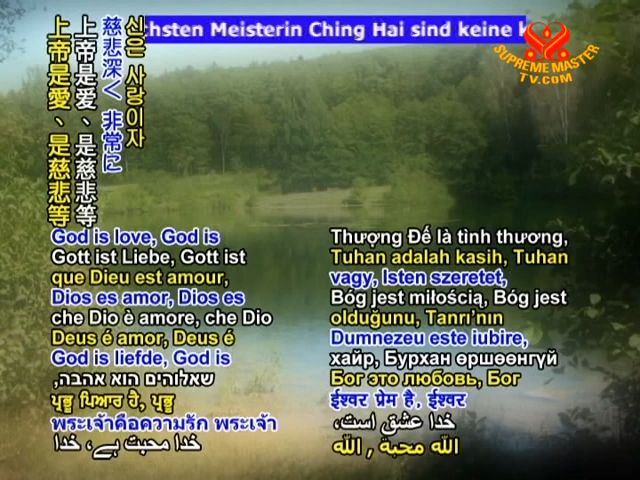 chsten Meisterin Ching Hai sind keine k
SUPREME MASTER
TV.COM
신은 사랑이자
慈悲深く 非常に
上帝是愛、是慈悲等
上帝是爱、是慈悲等
God is love, God is
Gott ist Liebe, Gott ist
que Dieu est amour,
Dios es amor, Dios es
che Dio è amore, che Dio
Deus é amor, Deus é
God is liefde, God is
שאלוהים הוא אהבה,
ਪ੍ਰਭੂ ਪਿਆਰ ਹੈ, ਪ੍ਰਭੂ
พระเจ้าคือความรัก พระเจ้า
خدا محبت ہے، خدا
Thượng Đế là tình thương,
Tuhan adalah kasih, Tuhan
vagy, Isten szeretet,
Bóg jest miłością, Bóg jest
olduğunu, Tanrı'nın
Dumnezeu este iubire,
хайр, Бурхан өршөөнгүй
Бог это любовь, Бог
ईश्वर प्रेम है, ईश्वर
خدا عشق است،
الله محبة , الله